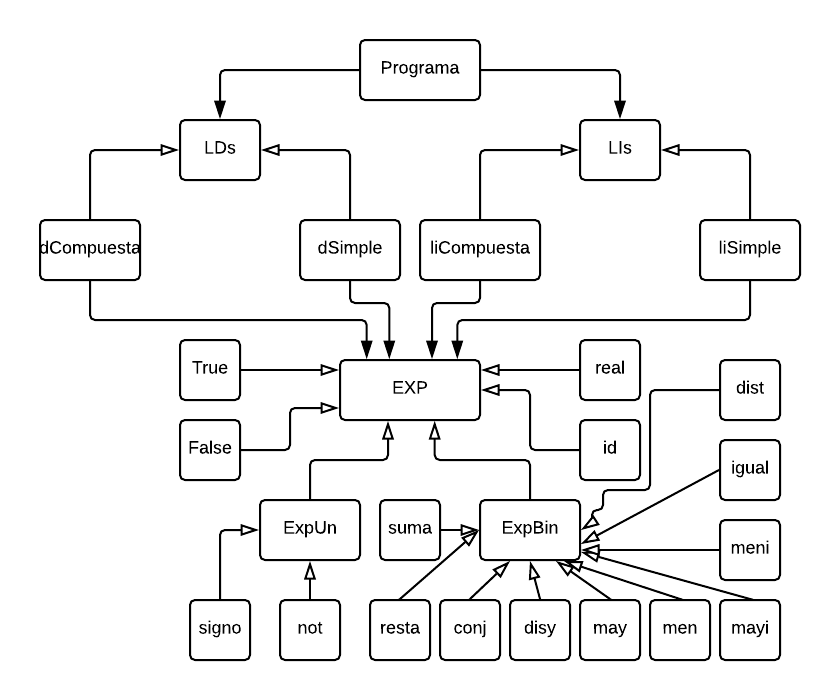 Programa
LDs
LIs
dCompuesta
dSimple
liCompuesta
liSimple
True
EXP
real
dist
False
id
igual
ExpUn
suma
ExpBin
meni
signo
not
resta
conj
disy
may
men
mayi